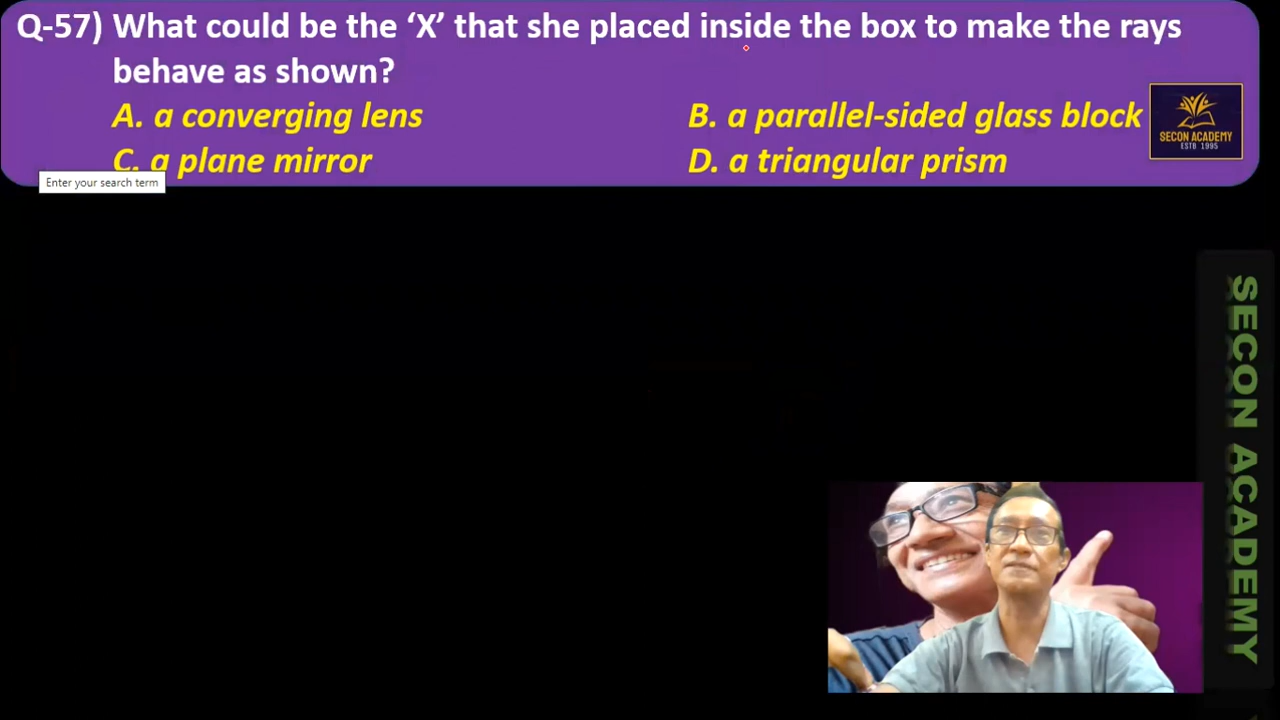 Q-57) What could be the ‘X’ that she placed inside the box to make the rays
behave as shown?
A. a converging lens
B. a parallel-sided glass block
C. a plane mirror
D. a triangular prism
Enter your search term
SECON ACADEMY
ESTB 1995
SECON ACADEMY